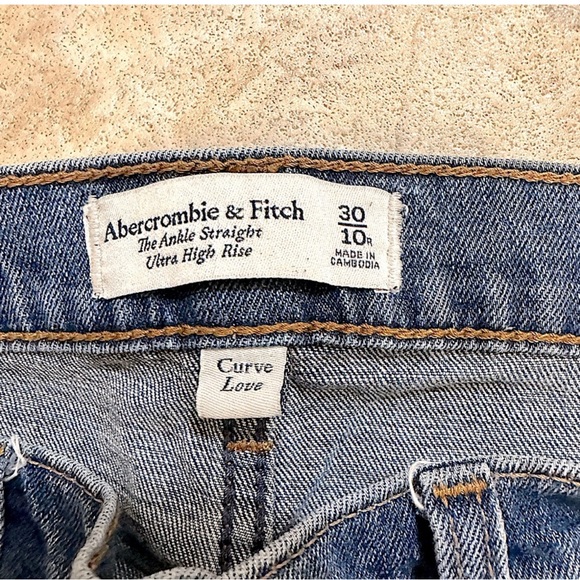 Abercrombie & Fitch
The Ankle Straight
Ultra High Rise
30
10R
MADE IN
CAMBODIA
Curve
Love